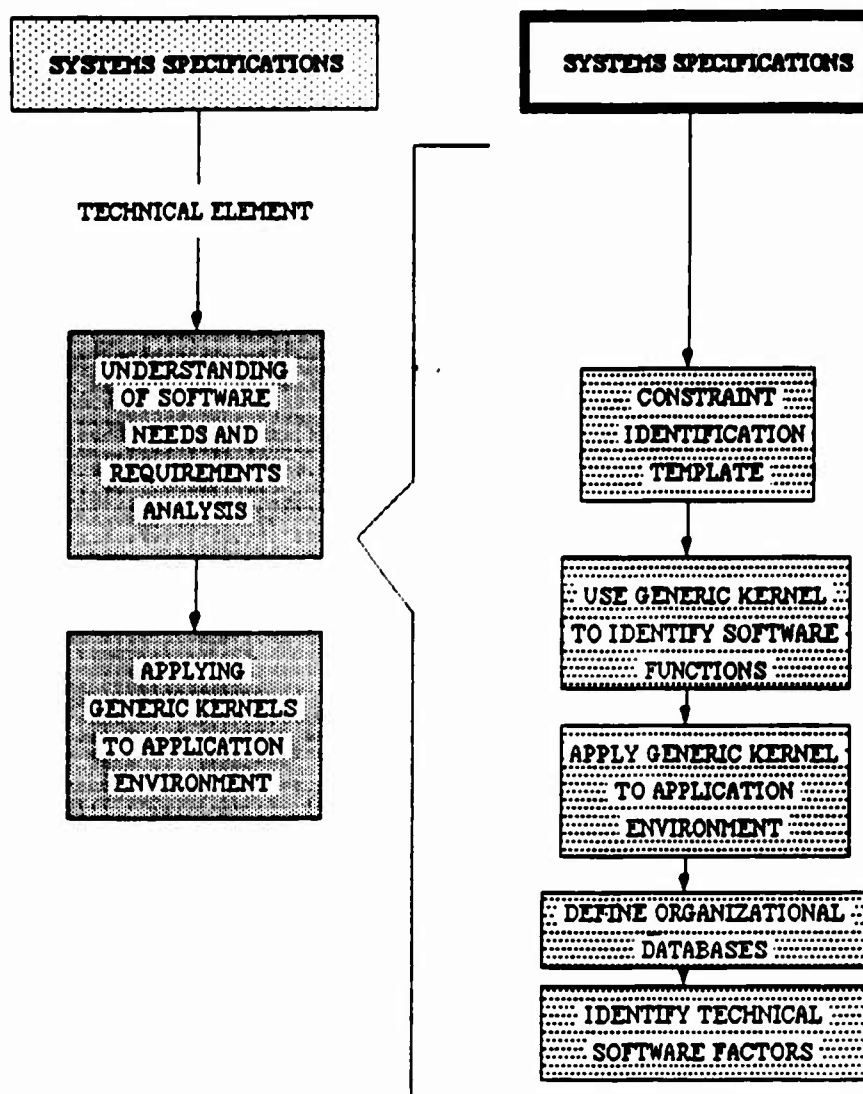 SYSTEMS SPECIFICATIONS
TECHNICAL ELEMENT
UNDERSTANDING
OF SOFTWARE
NEEDS AND
REQUIREMENTS
ANALYSIS
APPLYING
GENERIC KERNELS
TO APPLICATION
ENVIRONMENT
SYSTEMS SPECIFICATIONS
CONSTRAINT
IDENTIFICATION
TEMPLATE
USE GENERIC KERNEL
TO IDENTIFY SOFTWARE
FUNCTIONS
APPLY GENERIC KERNEL
TO APPLICATION
ENVIRONMENT
DEFINE ORGANIZATIONAL
DATABASES
IDENTIFY TECHNICAL
SOFTWARE FACTORS